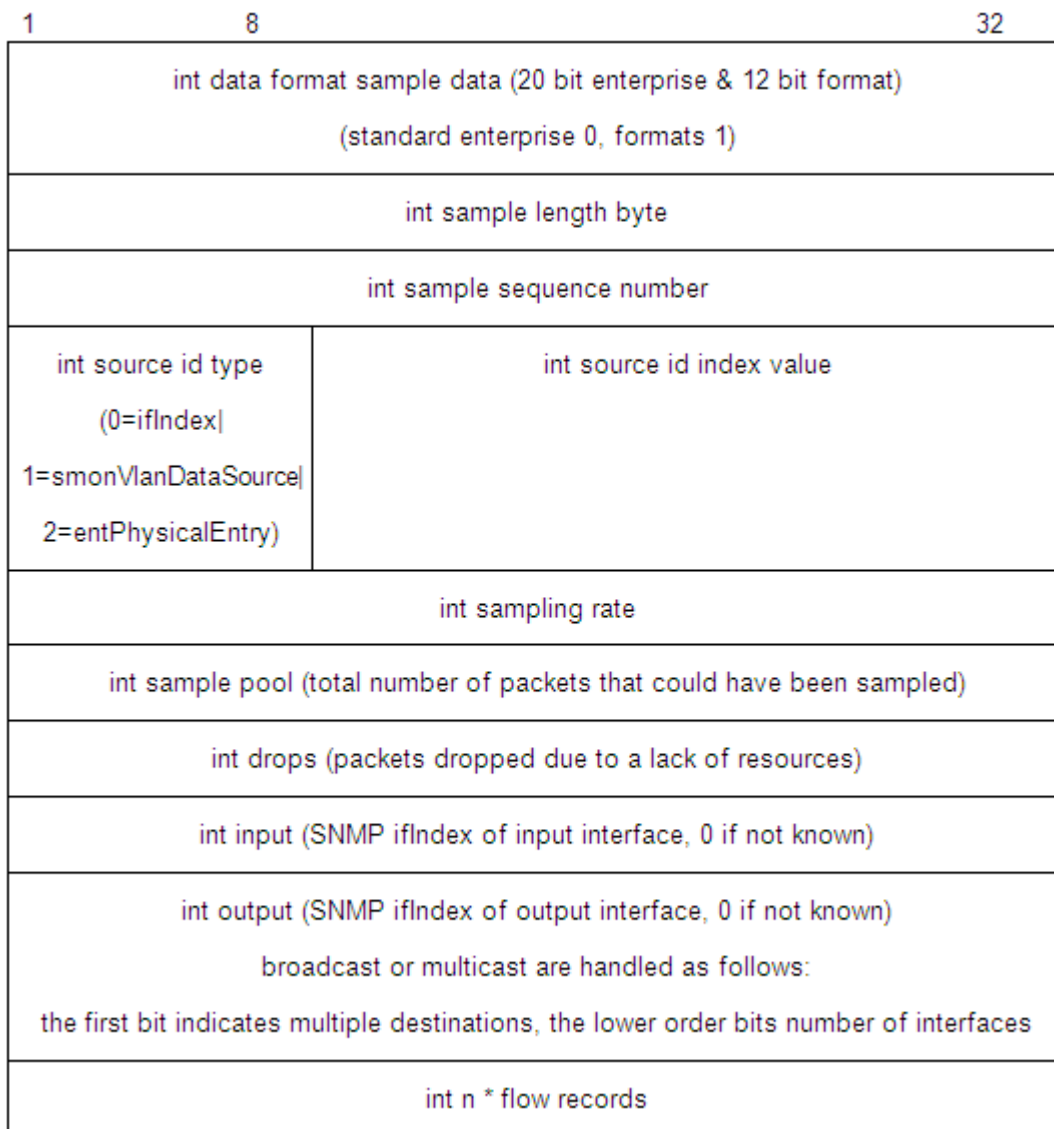 1 8 32
int data format sample data (20 bit enterprise & 12 bit format)
(standard enterprise 0, formats 1)
int sample length byte
int sample sequence number
int source id type
(0=ifIndex|
1=smonVlanDataSource|
2=entPhysicalEntry)
int source id index value
int sampling rate
int sample pool (total number of packets that could have been sampled)
int drops (packets dropped due to a lack of resources)
int input (SNMP ifIndex of input interface, 0 if not known)
int output (SNMP ifIndex of output interface, 0 if not known)
broadcast or multicast are handled as follows:
the first bit indicates multiple destinations, the lower order bits number of interfaces
int n * flow records